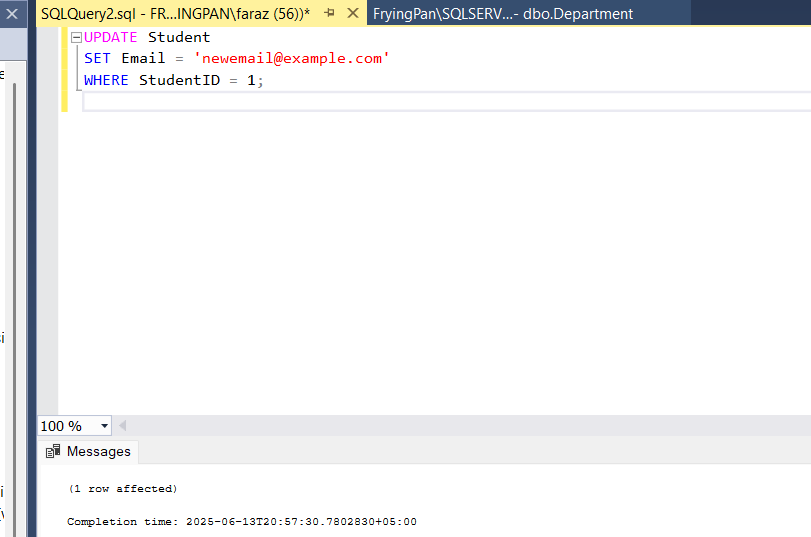 SQLQuery2.sql - FR...INGPAN\faraz (56))*
FryingPan\SQLSERV...- dbo.Department
UPDATE Student
SET Email = 'newemail@example.com'
WHERE StudentID = 1;
100 %
Messages
(1 row affected)
Completion time: 2025-06-13T20:57:30.7802830+05:00